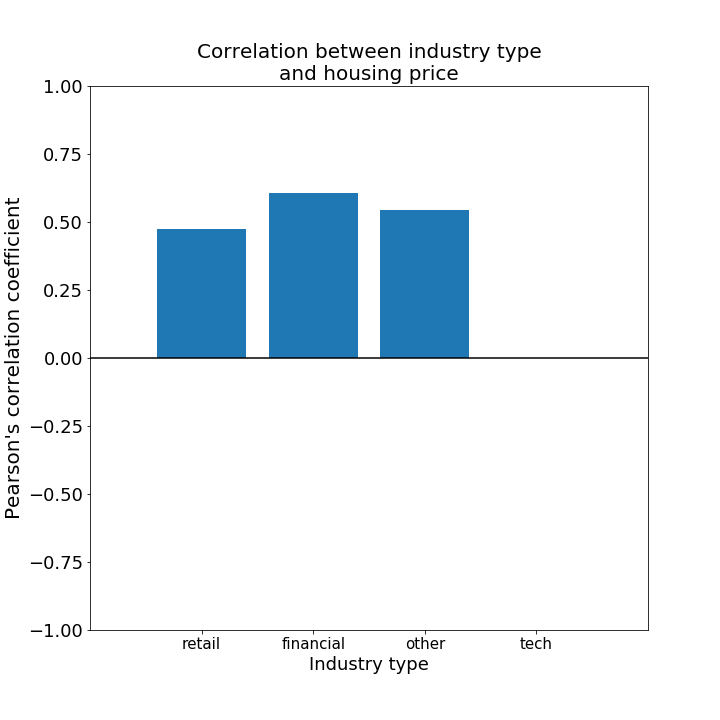 Correlation between industry type
and housing price
1.00
0.75
0.50
0.25
0.00
−0.25
−0.50
−0.75
−1.00
Pearson's correlation coefficient
retail financial other tech
Industry type